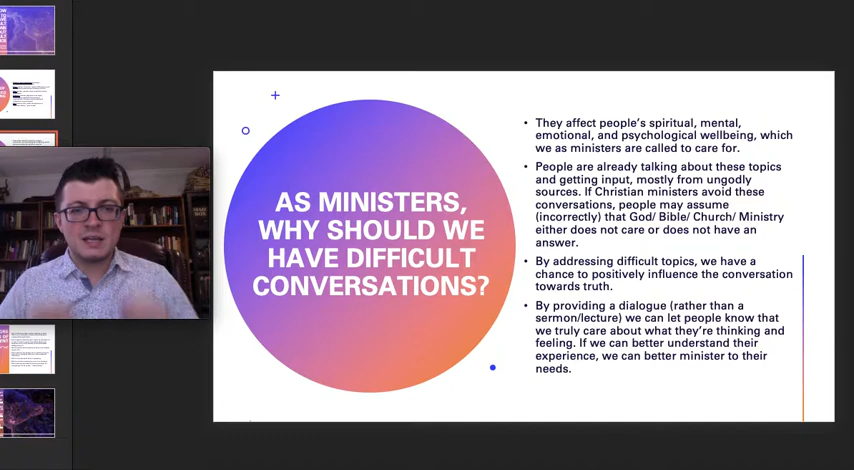 AS MINISTERS,
WHY SHOULD WE
HAVE DIFFICULT
CONVERSATIONS?
• They affect people's spiritual, mental,
emotional, and psychological wellbeing, which
we as ministers are called to care for.
• People are already talking about these topics
and getting input, mostly from ungodly
sources. If Christian ministers avoid these
conversations, people may assume
(incorrectly) that God/ Bible/ Church/ Ministry
either does not care or does not have an
answer.
• By addressing difficult topics, we have a
chance to positively influence the conversation
towards truth.
• By providing a dialogue (rather than a
sermon/lecture) we can let people know that
we truly care about what they're thinking and
feeling. If we can better understand their
experience, we can better minister to their
needs.